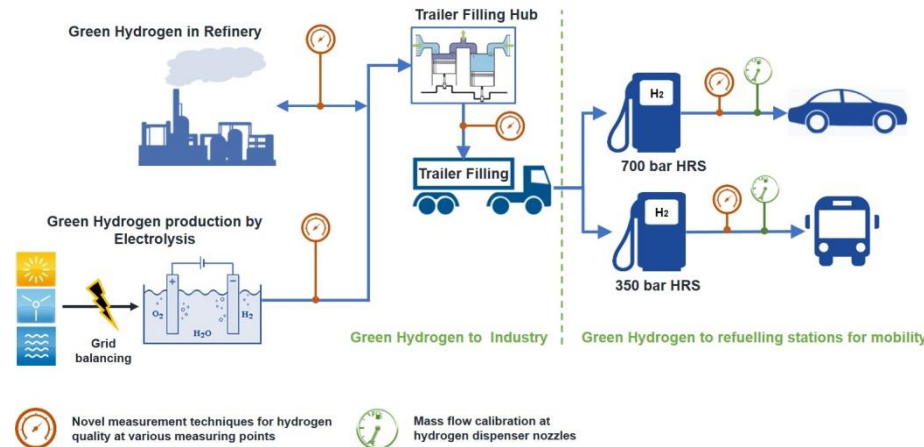 Green Hydrogen in Refinery
Trailer Filling Hub
Trailer Filling
H2
700 bar HRS
H2
350 bar HRS
Green Hydrogen production by
Electrolysis
+
−
O2
H2
H2O
Grid
balancing
Green Hydrogen to Industry
Green Hydrogen to refuelling stations for mobility
Novel measurement techniques for hydrogen
quality at various measuring points
Mass flow calibration at
hydrogen dispenser nozzles